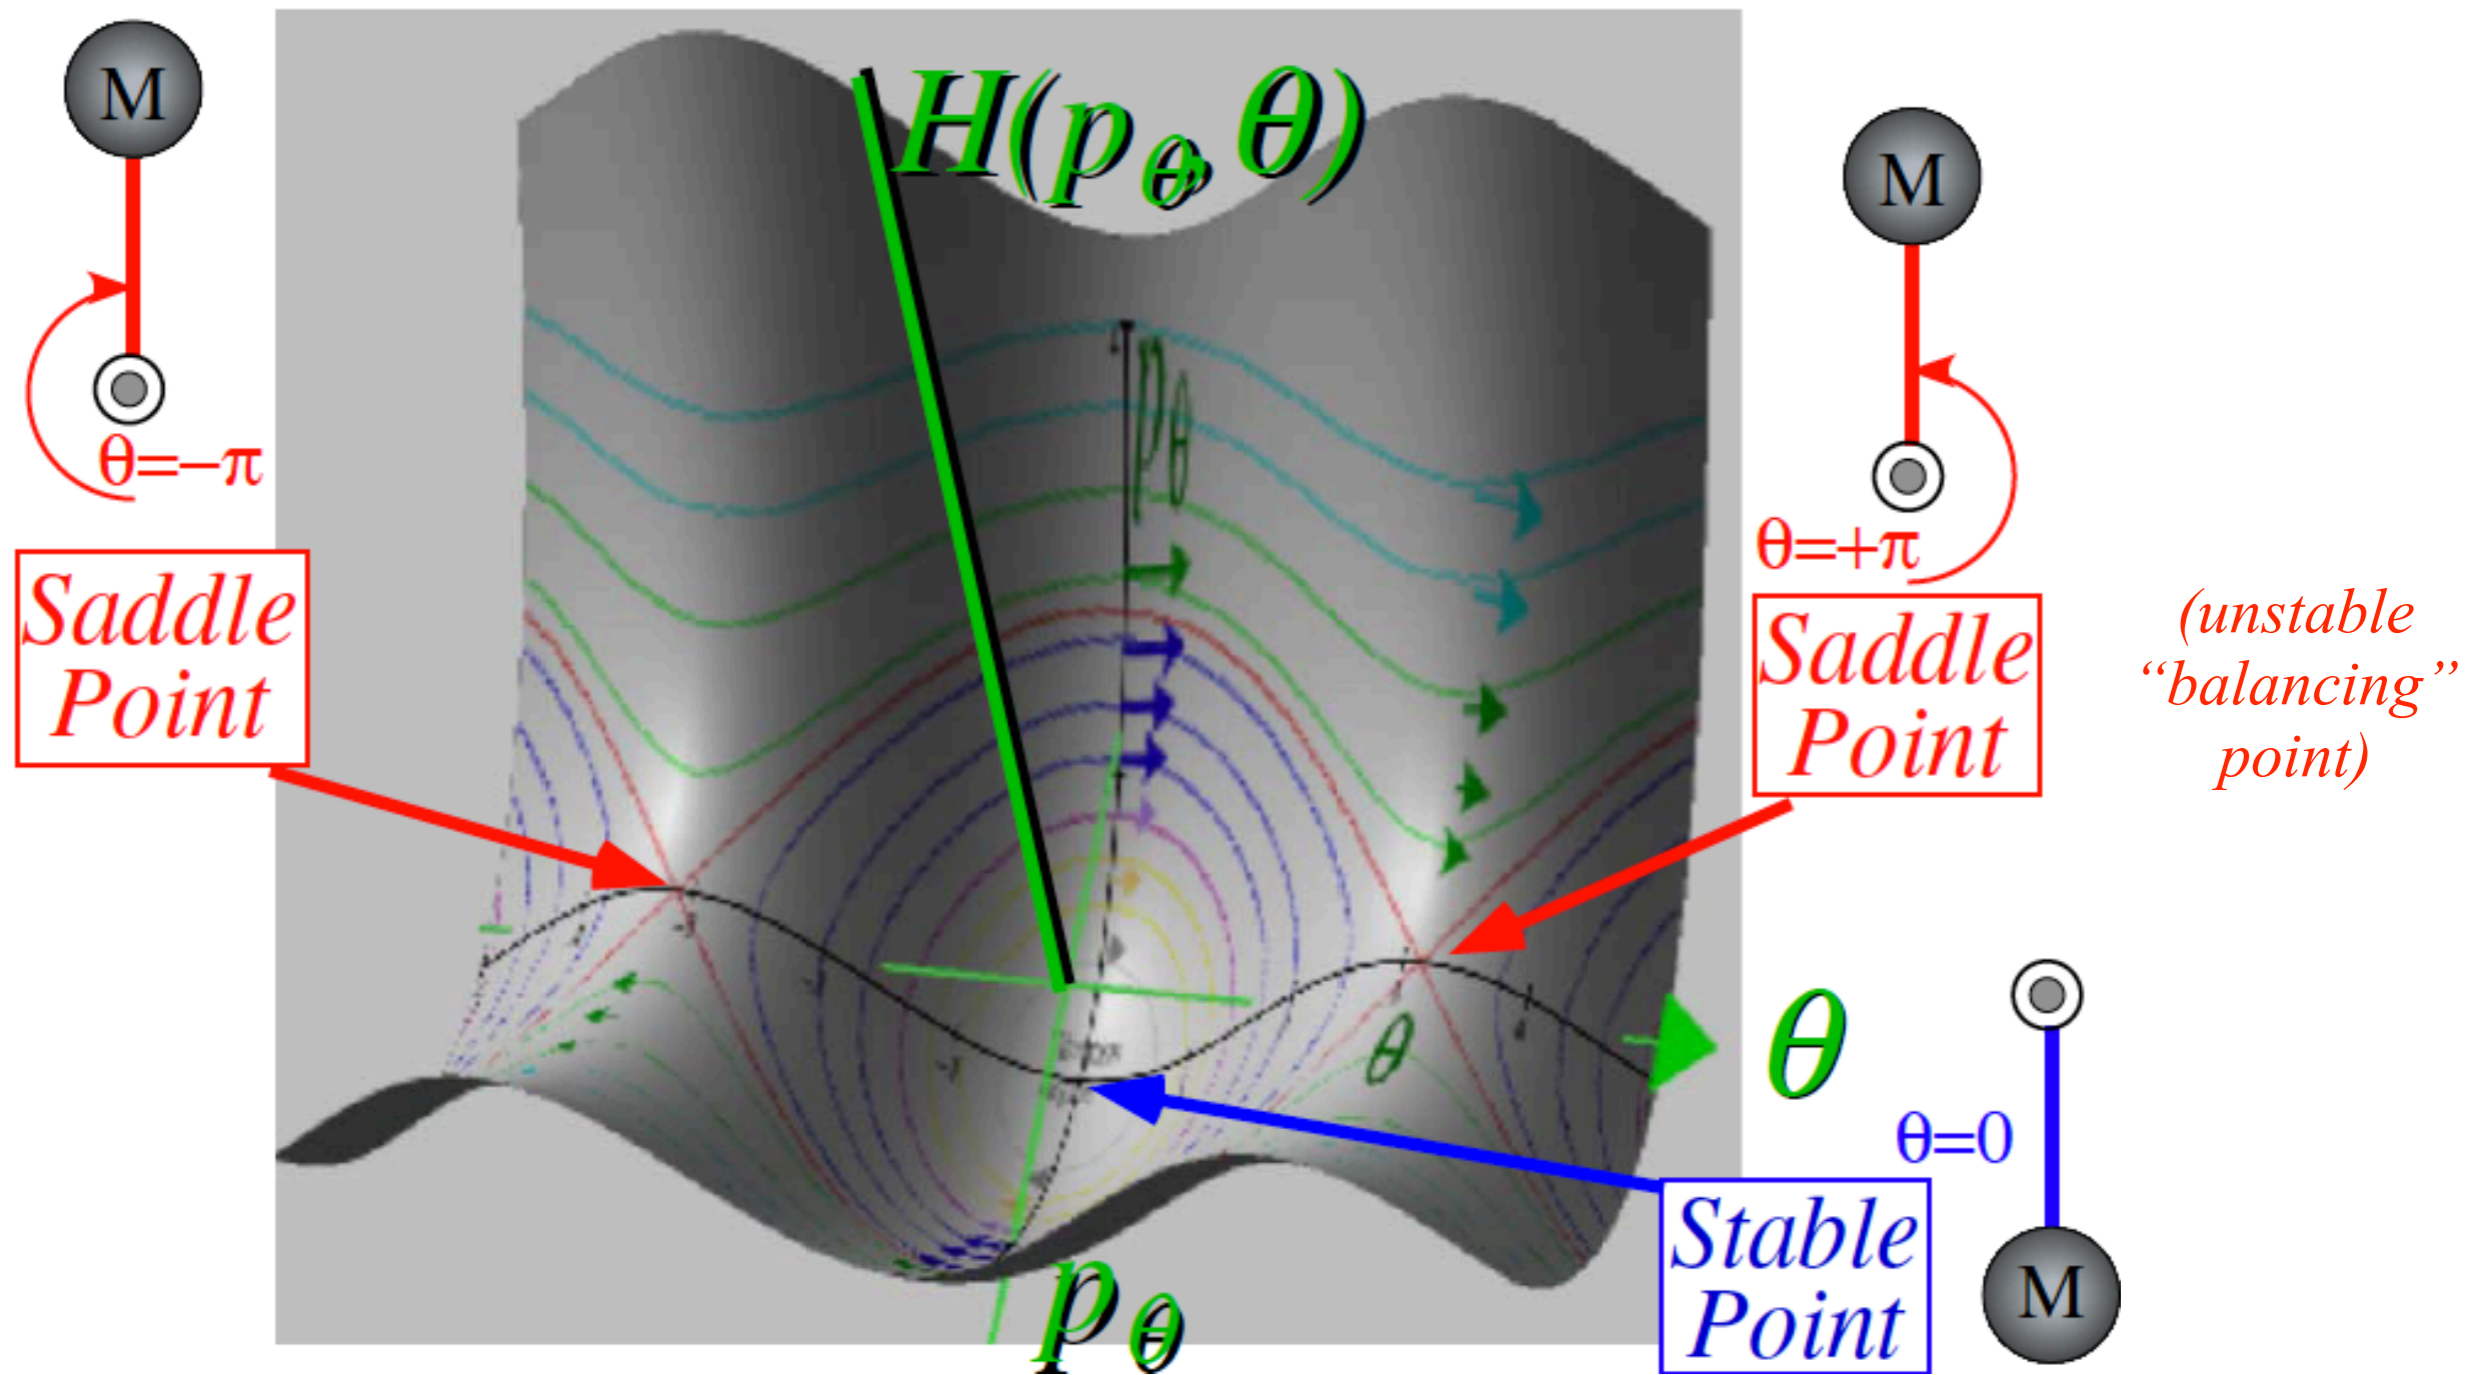 M
H(pθ, θ)
M
pθ
θ=−π
θ=+π
Saddle
Point
Saddle
Point
(unstable
“balancing”
point)
θ
θ
θ=0
M
Stable
Point
pθ